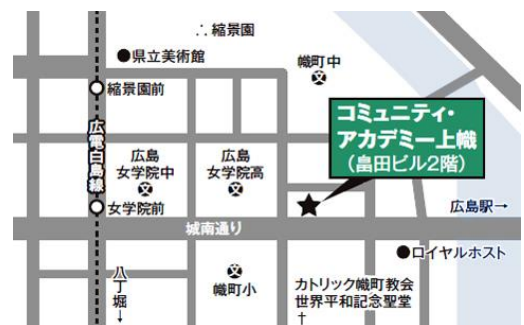 ∴縮景園
●県立美術館
幟町中
縮景園前
コミュニティ・
アカデミー上幟
(畠田ビル2階)
広電白島線
広島
女学院中
広島
女学院高
女学院前
広島駅→
城南通り
●ロイヤルホスト
八丁堀
↓
幟町小
カトリック幟町教会
世界平和記念聖堂
†